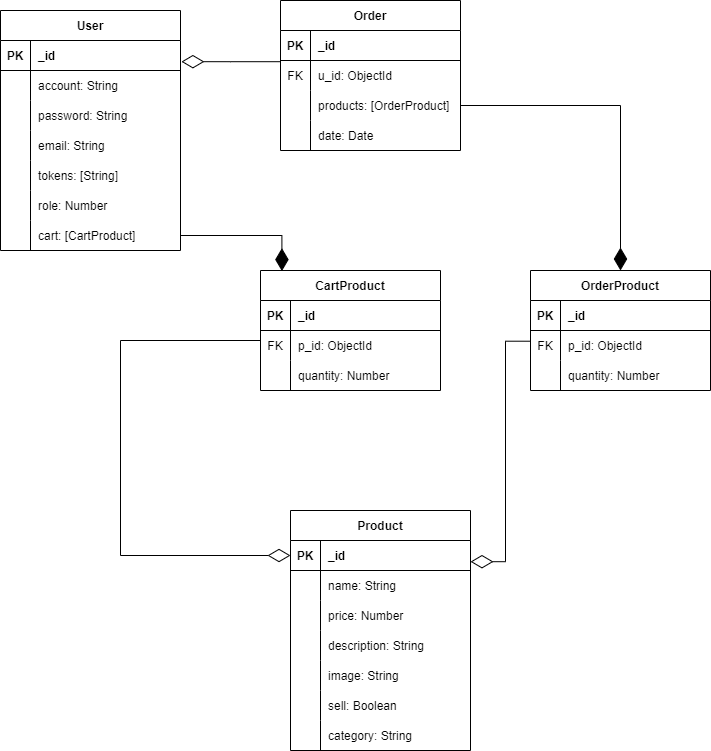 User
PK _id
account: String
password: String
email: String
tokens: [String]
role: Number
cart: [CartProduct]
Order
PK _id
FK u_id: ObjectId
products: [OrderProduct]
date: Date
CartProduct
PK _id
FK p_id: ObjectId
quantity: Number
OrderProduct
PK _id
FK p_id: ObjectId
quantity: Number
Product
PK _id
name: String
price: Number
description: String
image: String
sell: Boolean
category: String